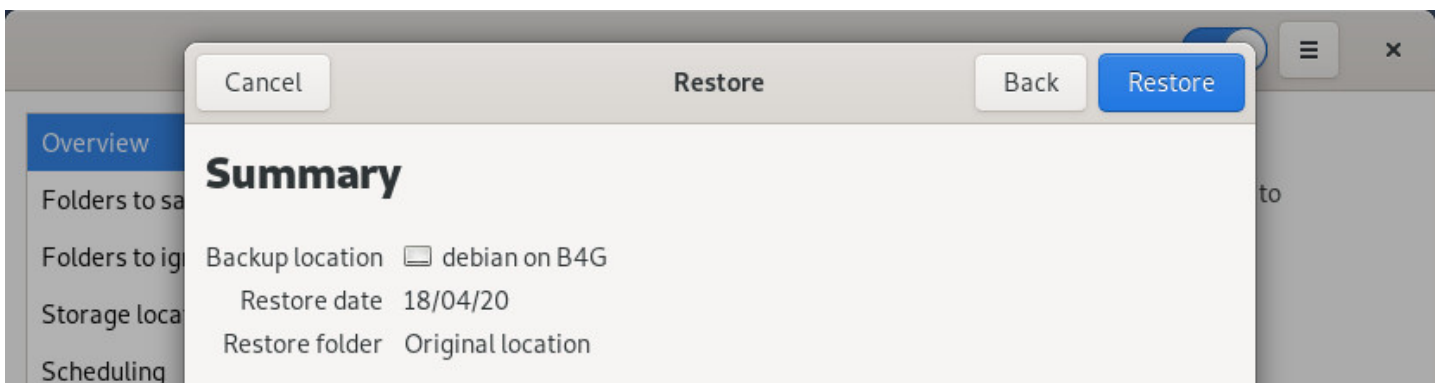 Cancel Restore Back Restore
Overview
Summary
Folders to sa
to
Folders to ig
Backup location debian on B4G
Restore date 18/04/20
Storage loca
Restore folder Original location
Scheduling